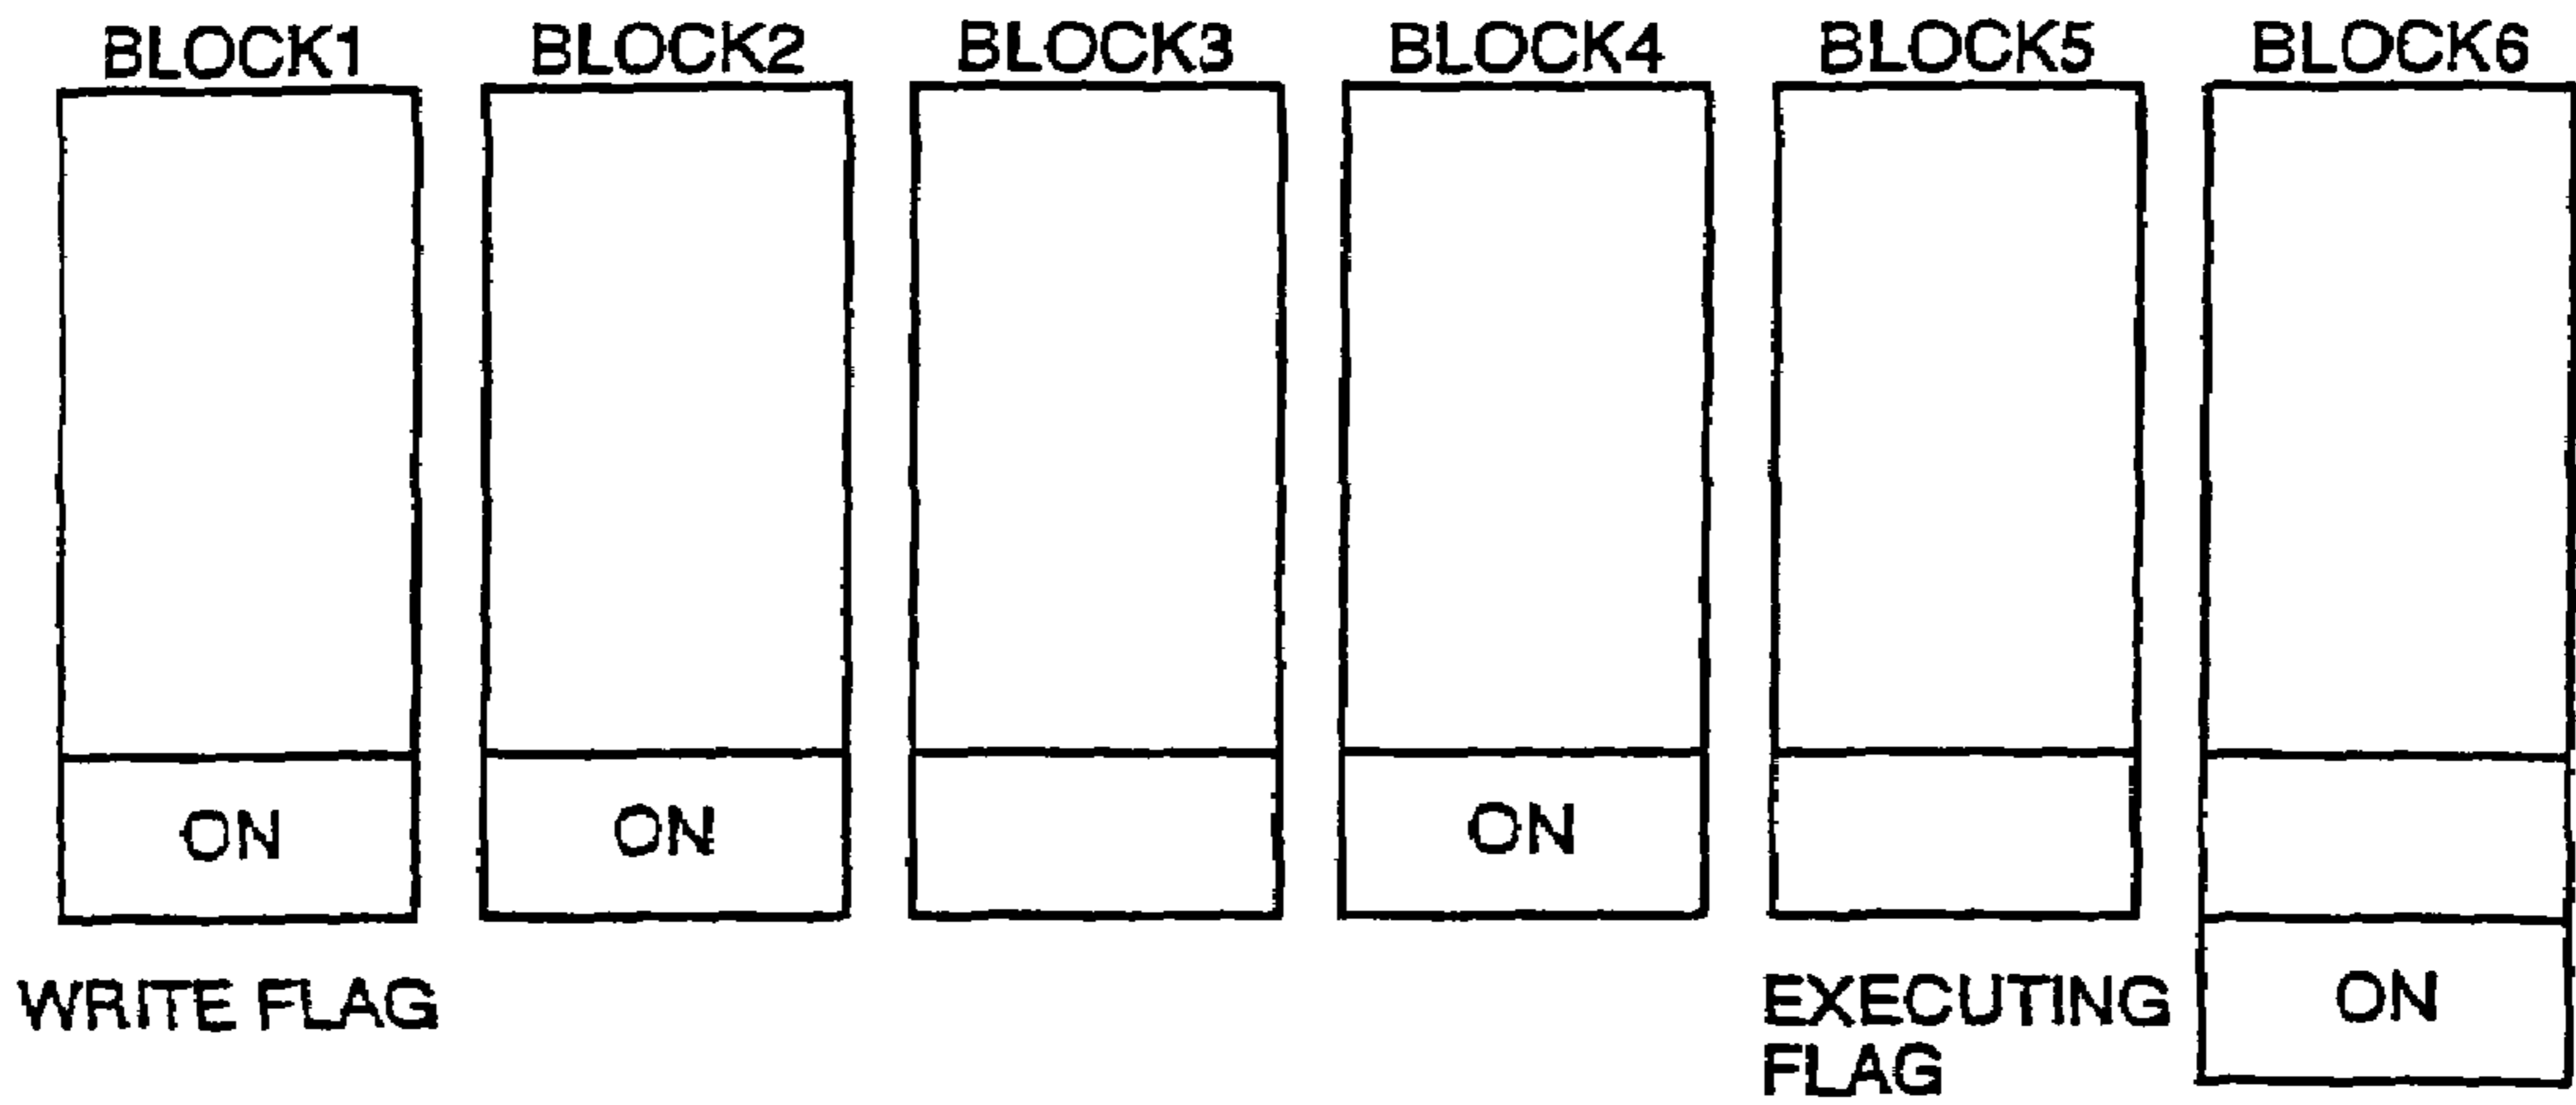 BLOCK1 BLOCK2 BLOCK3 BLOCK4 BLOCK5 BLOCK6
ON ON ON
WRITE FLAG
EXECUTING
FLAG
ON